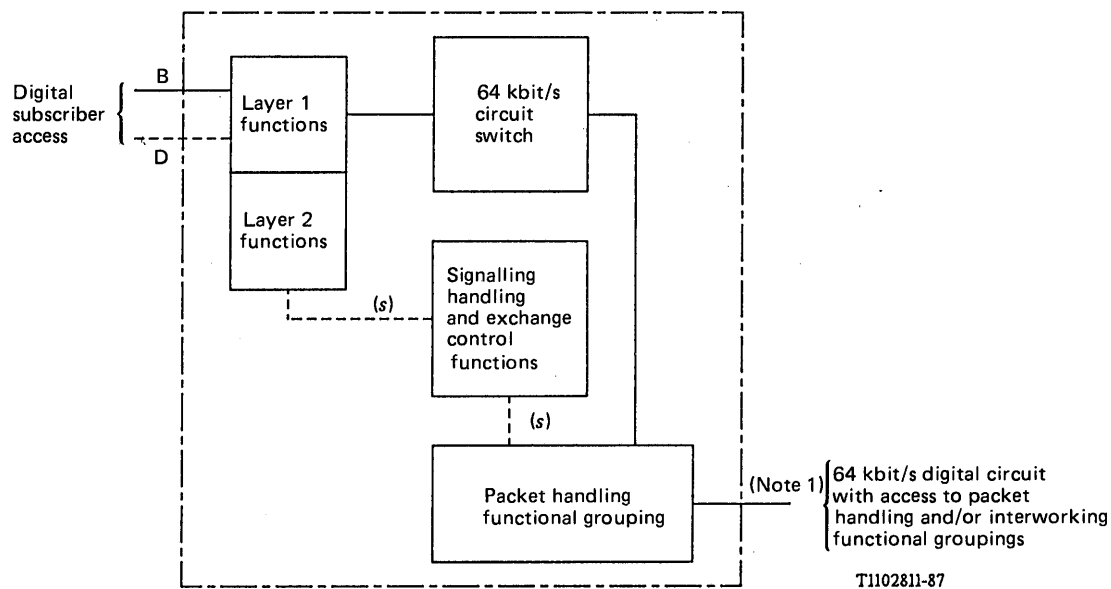 B
Digital
subscriber
access
D
Layer 1
functions
Layer 2
functions
64 kbit/s
circuit
switch
(s)
Signalling
handling
and exchange
control
functions
(s)
Packet handling
functional grouping
(Note 1)
64 kbit/s digital circuit
with access to packet
handling and/or interworking
functional groupings
T1102811-87